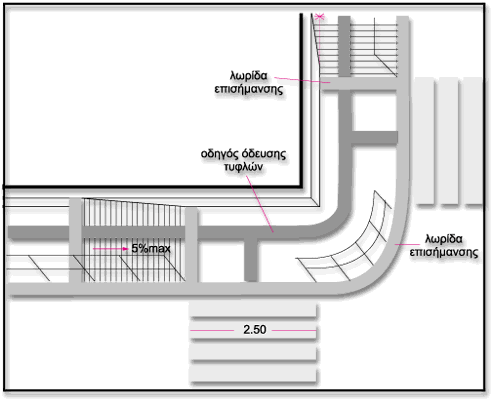 λωρίδα
επισήμανσης
οδηγός όδευσης
τυφλών
λωρίδα
επισήμανσης
5%max
2.50